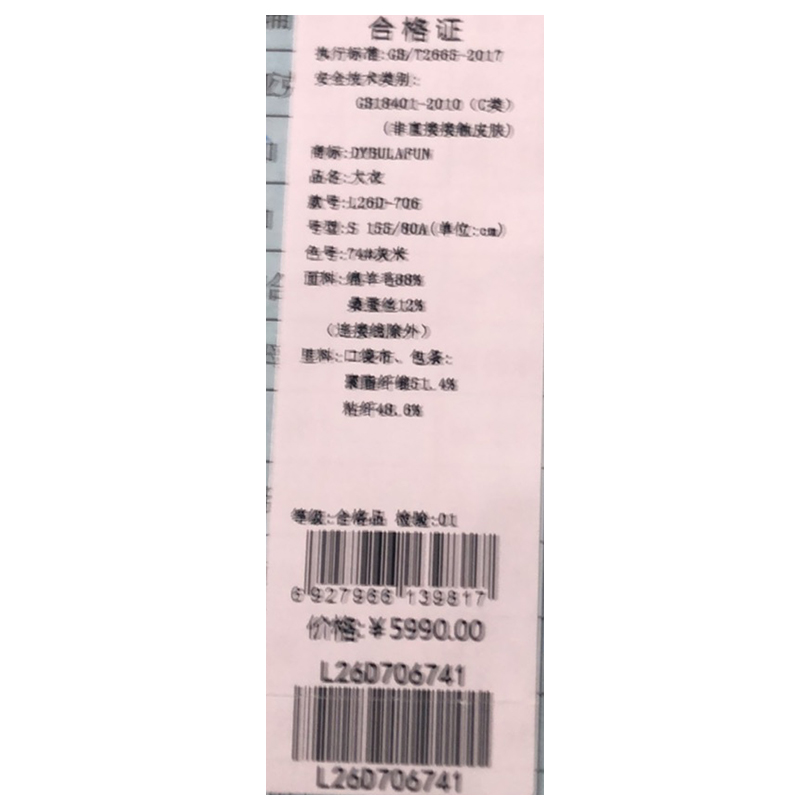 合格证
执行标准:GB/T2665-2017
安全技术类别:
GB18401-2010（C类）
（非直接接触皮肤）
商标:DYBULAFUN
品名:大衣
款号:L26D-706
号型:S 155/80A(单位:cm)
色号:74#灰米
面料:绵羊毛88%
桑蚕丝12%
（连接线除外）
里料:口袋布、包条:
聚酯纤维51.4%
粘纤48.6%
等级:合格品 检验:01
6 927966 139817
价格:¥5990.00
L26D706741
L26D706741